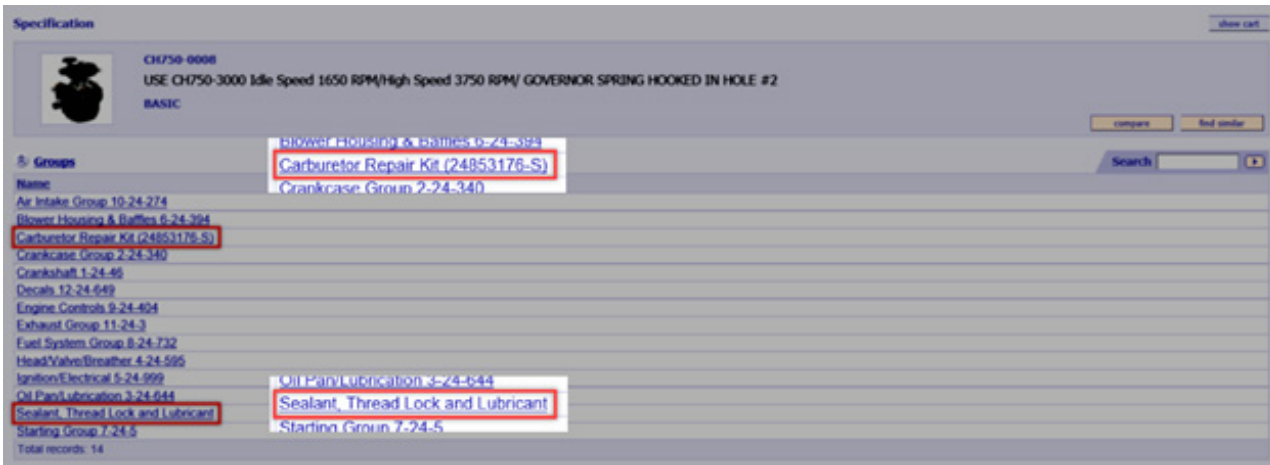 Specification
show cart
CH750-0008
USE CH750-3000 Idle Speed 1650 RPM/High Speed 3750 RPM/ GOVERNOR SPRING HOOKED IN HOLE #2
BASIC
compare
find similar
Groups
Search
Name
Air Intake Group 10-24-274
Blower Housing & Baffles 6-24-394
Carburetor Repair Kit (24853176-S)
Crankcase Group 2-24-340
Crankshaft 1-24-46
Decals 12-24-649
Engine Controls 9-24-404
Exhaust Group 11-24-3
Fuel System Group 8-24-732
Head/Valve/Breather 4-24-595
Ignition/Electrical 5-24-999
Oil Pan/Lubrication 3-24-644
Sealant, Thread Lock and Lubricant
Starting Group 7-24-5
Total records: 14
Blower Housing & Baffles 6-24-394
Carburetor Repair Kit (24853176-S)
Crankcase Group 2-24-340
Oil Pan/Lubrication 3-24-644
Sealant, Thread Lock and Lubricant
Starting Group 7-24-5